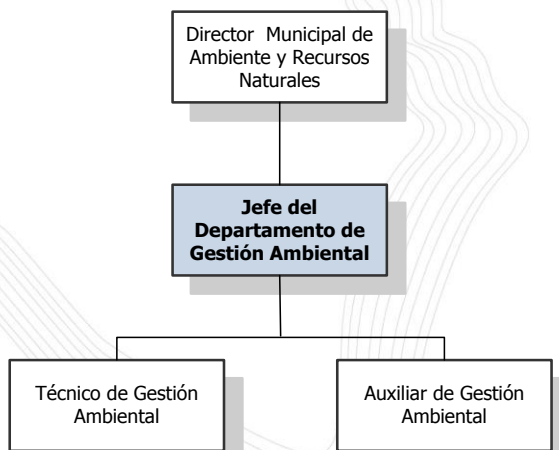 Director  Municipal de
Ambiente y Recursos
Naturales
Jefe del
Departamento de
Gestión Ambiental
Técnico de Gestión
Ambiental
Auxiliar de Gestión
Ambiental